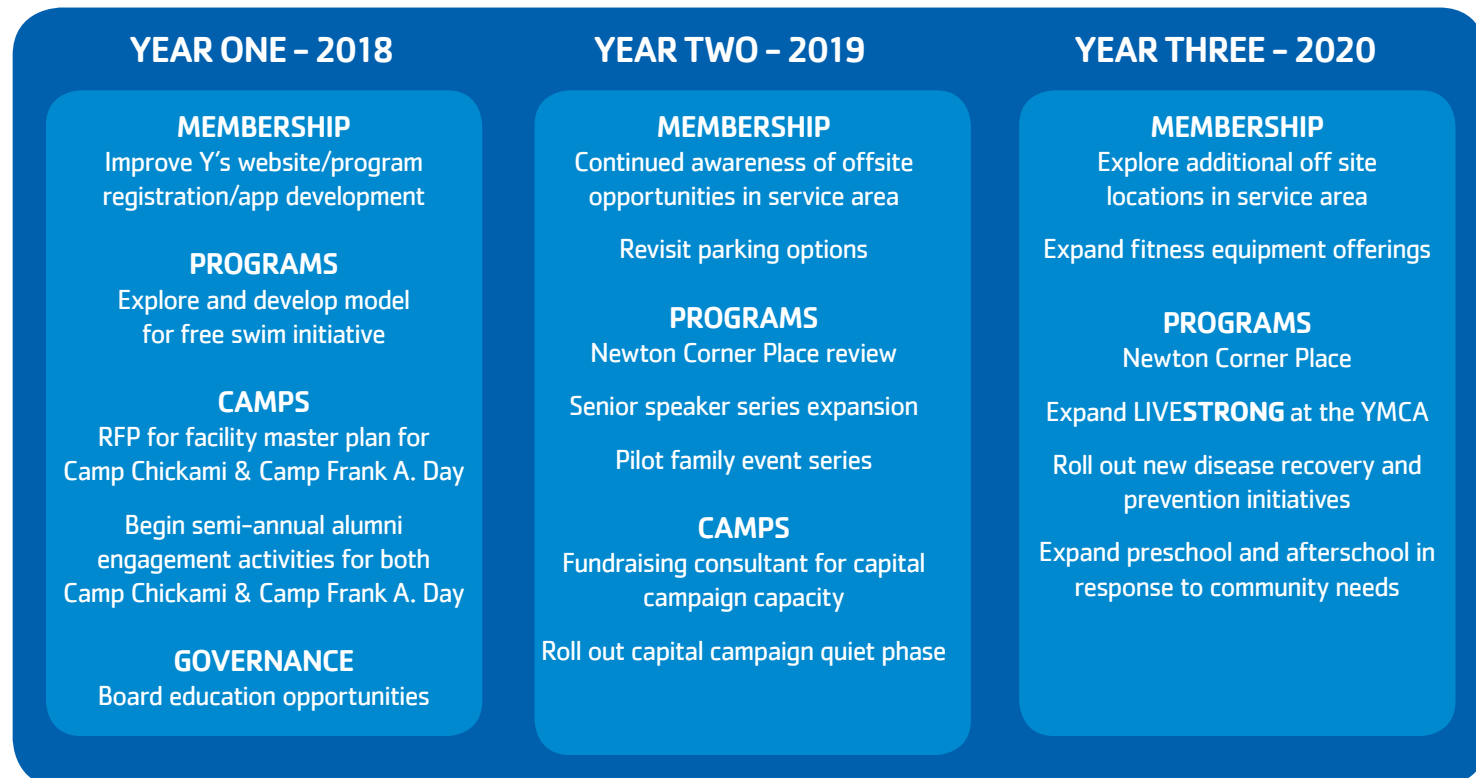 YEAR ONE – 2018
MEMBERSHIP
Improve Y's website/program
registration/app development
PROGRAMS
Explore and develop model
for free swim initiative
CAMPS
RFP for facility master plan for
Camp Chickami & Camp Frank A. Day
Begin semi-annual alumni
engagement activities for both
Camp Chickami & Camp Frank A. Day
GOVERNANCE
Board education opportunities
YEAR TWO – 2019
MEMBERSHIP
Continued awareness of offsite
opportunities in service area
Revisit parking options
PROGRAMS
Newton Corner Place review
Senior speaker series expansion
Pilot family event series
CAMPS
Fundraising consultant for capital
campaign capacity
Roll out capital campaign quiet phase
YEAR THREE – 2020
MEMBERSHIP
Explore additional off site
locations in service area
Expand fitness equipment offerings
PROGRAMS
Newton Corner Place
Expand LIVESTRONG at the YMCA
Roll out new disease recovery and
prevention initiatives
Expand preschool and afterschool in
response to community needs